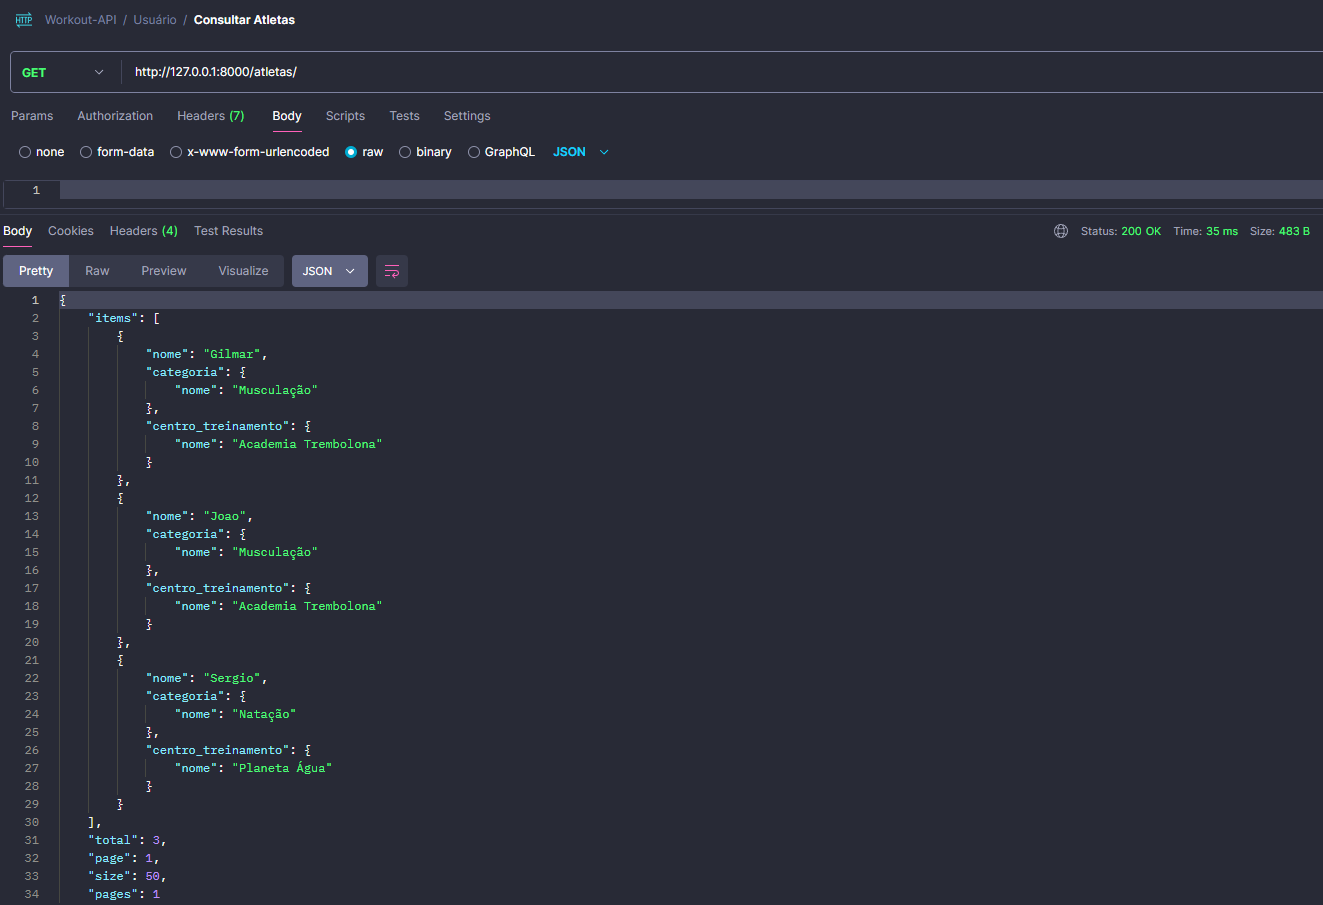 HTTP Workout-API / Usuário / Consultar Atletas
GET http://127.0.0.1:8000/atletas/
Params Authorization Headers (7) Body Scripts Tests Settings
none form-data x-www-form-urlencoded raw binary GraphQL JSON
1
Body Cookies Headers (4) Test Results Status: 200 OK Time: 35 ms Size: 483 B
Pretty Raw Preview Visualize JSON
1 {
2 "items": [
3 {
4 "nome": "Gilmar",
5 "categoria": {
6 "nome": "Musculação"
7 },
8 "centro_treinamento": {
9 "nome": "Academia Trembolona"
10 }
11 },
12 {
13 "nome": "Joao",
14 "categoria": {
15 "nome": "Musculação"
16 },
17 "centro_treinamento": {
18 "nome": "Academia Trembolona"
19 }
20 },
21 {
22 "nome": "Sergio",
23 "categoria": {
24 "nome": "Natação"
25 },
26 "centro_treinamento": {
27 "nome": "Planeta Água"
28 }
29 }
30 ],
31 "total": 3,
32 "page": 1,
33 "size": 50,
34 "pages": 1